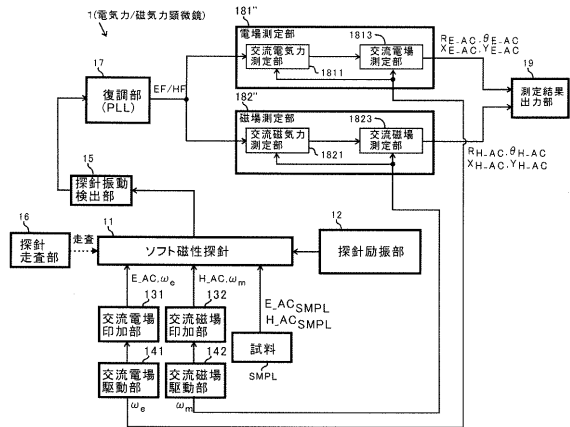 1(電気力/磁気力顕微鏡)
181"
電場測定部
交流電気力
測定部
1811
1813
交流電場
測定部
R_E-AC, θ_E-AC
X_E-AC, Y_E-AC
19
測定結果
出力部
17
復調部
(PLL)
EF/HF
182"
磁場測定部
交流磁気力
測定部
1821
1823
交流磁場
測定部
R_H-AC, θ_H-AC
X_H-AC, Y_H-AC
15
探針振動
検出部
16
探針
走査部
走査
11
ソフト磁性探針
12
探針励振部
E_AC, ω_e
H_AC, ω_m
E_AC_SMPL
H_AC_SMPL
131
交流電場
印加部
132
交流磁場
印加部
試料
SMPL
141
交流電場
駆動部
142
交流磁場
駆動部
ω_e
ω_m